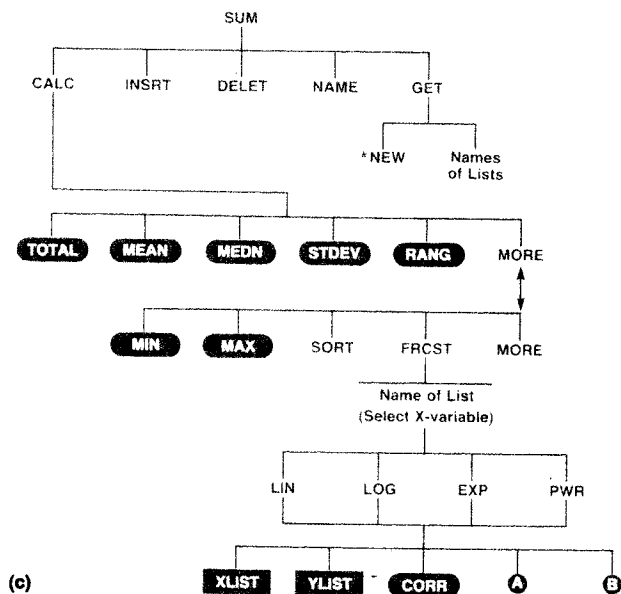 SUM
CALC INSRT DELET NAME GET
*NEW Names
of Lists
TOTAL MEAN MEDN STDEV RANG MORE
MIN MAX SORT FRCST MORE
Name of List
(Select X-variable)
LIN LOG EXP PWR
(c) XLIST YLIST CORR A B